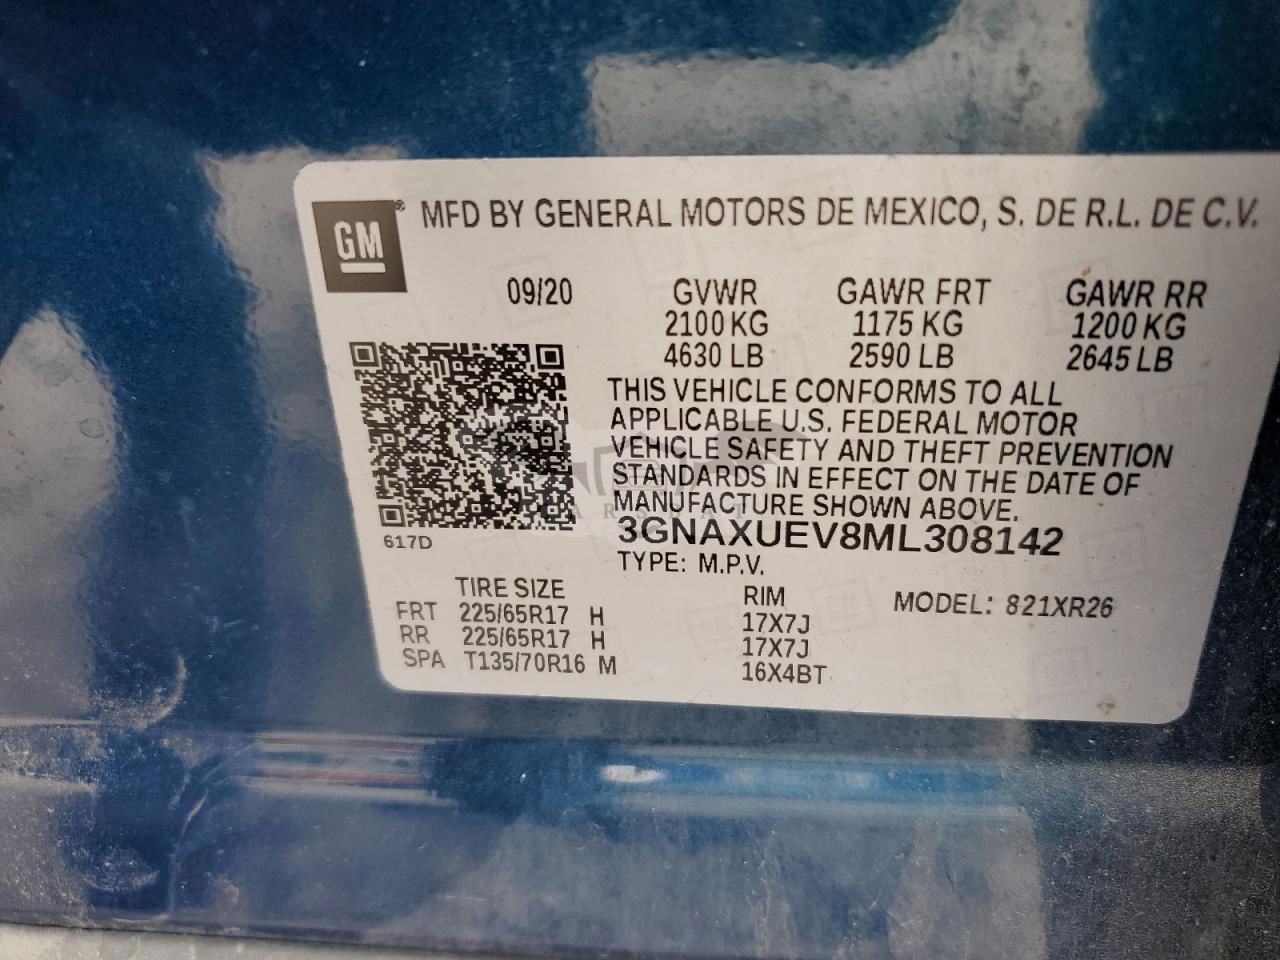 GM ® MFD BY GENERAL MOTORS DE MEXICO, S. DE R.L. DE C.V.
09/20 GVWR GAWR FRT GAWR RR
2100 KG 1175 KG 1200 KG
4630 LB 2590 LB 2645 LB
THIS VEHICLE CONFORMS TO ALL
APPLICABLE U.S. FEDERAL MOTOR
VEHICLE SAFETY AND THEFT PREVENTION
STANDARDS IN EFFECT ON THE DATE OF
MANUFACTURE SHOWN ABOVE.
617D 3GNAXUEV8ML308142
TYPE: M.P.V.
TIRE SIZE RIM MODEL: 821XR26
FRT 225/65R17 H 17X7J
RR 225/65R17 H 17X7J
SPA T135/70R16 M 16X4BT